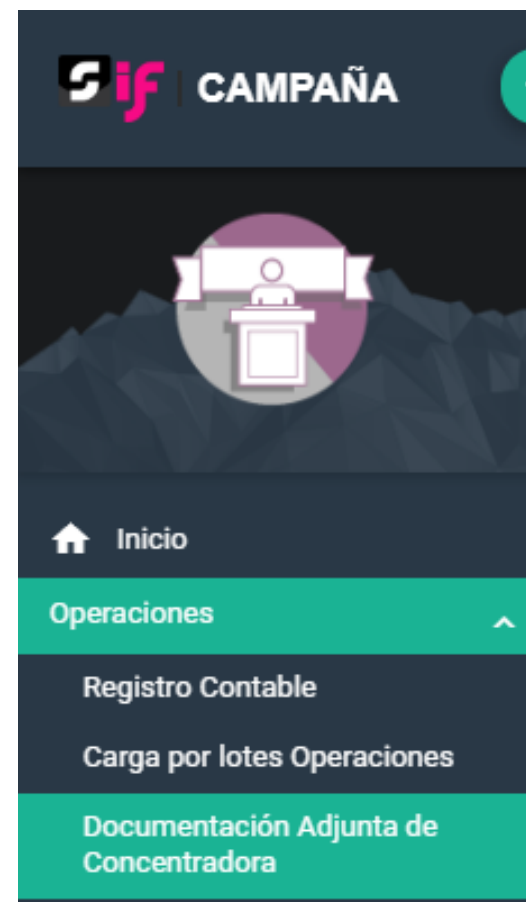 Sif | CAMPAÑA
Inicio
Operaciones
Registro Contable
Carga por lotes Operaciones
Documentación Adjunta de
Concentradora